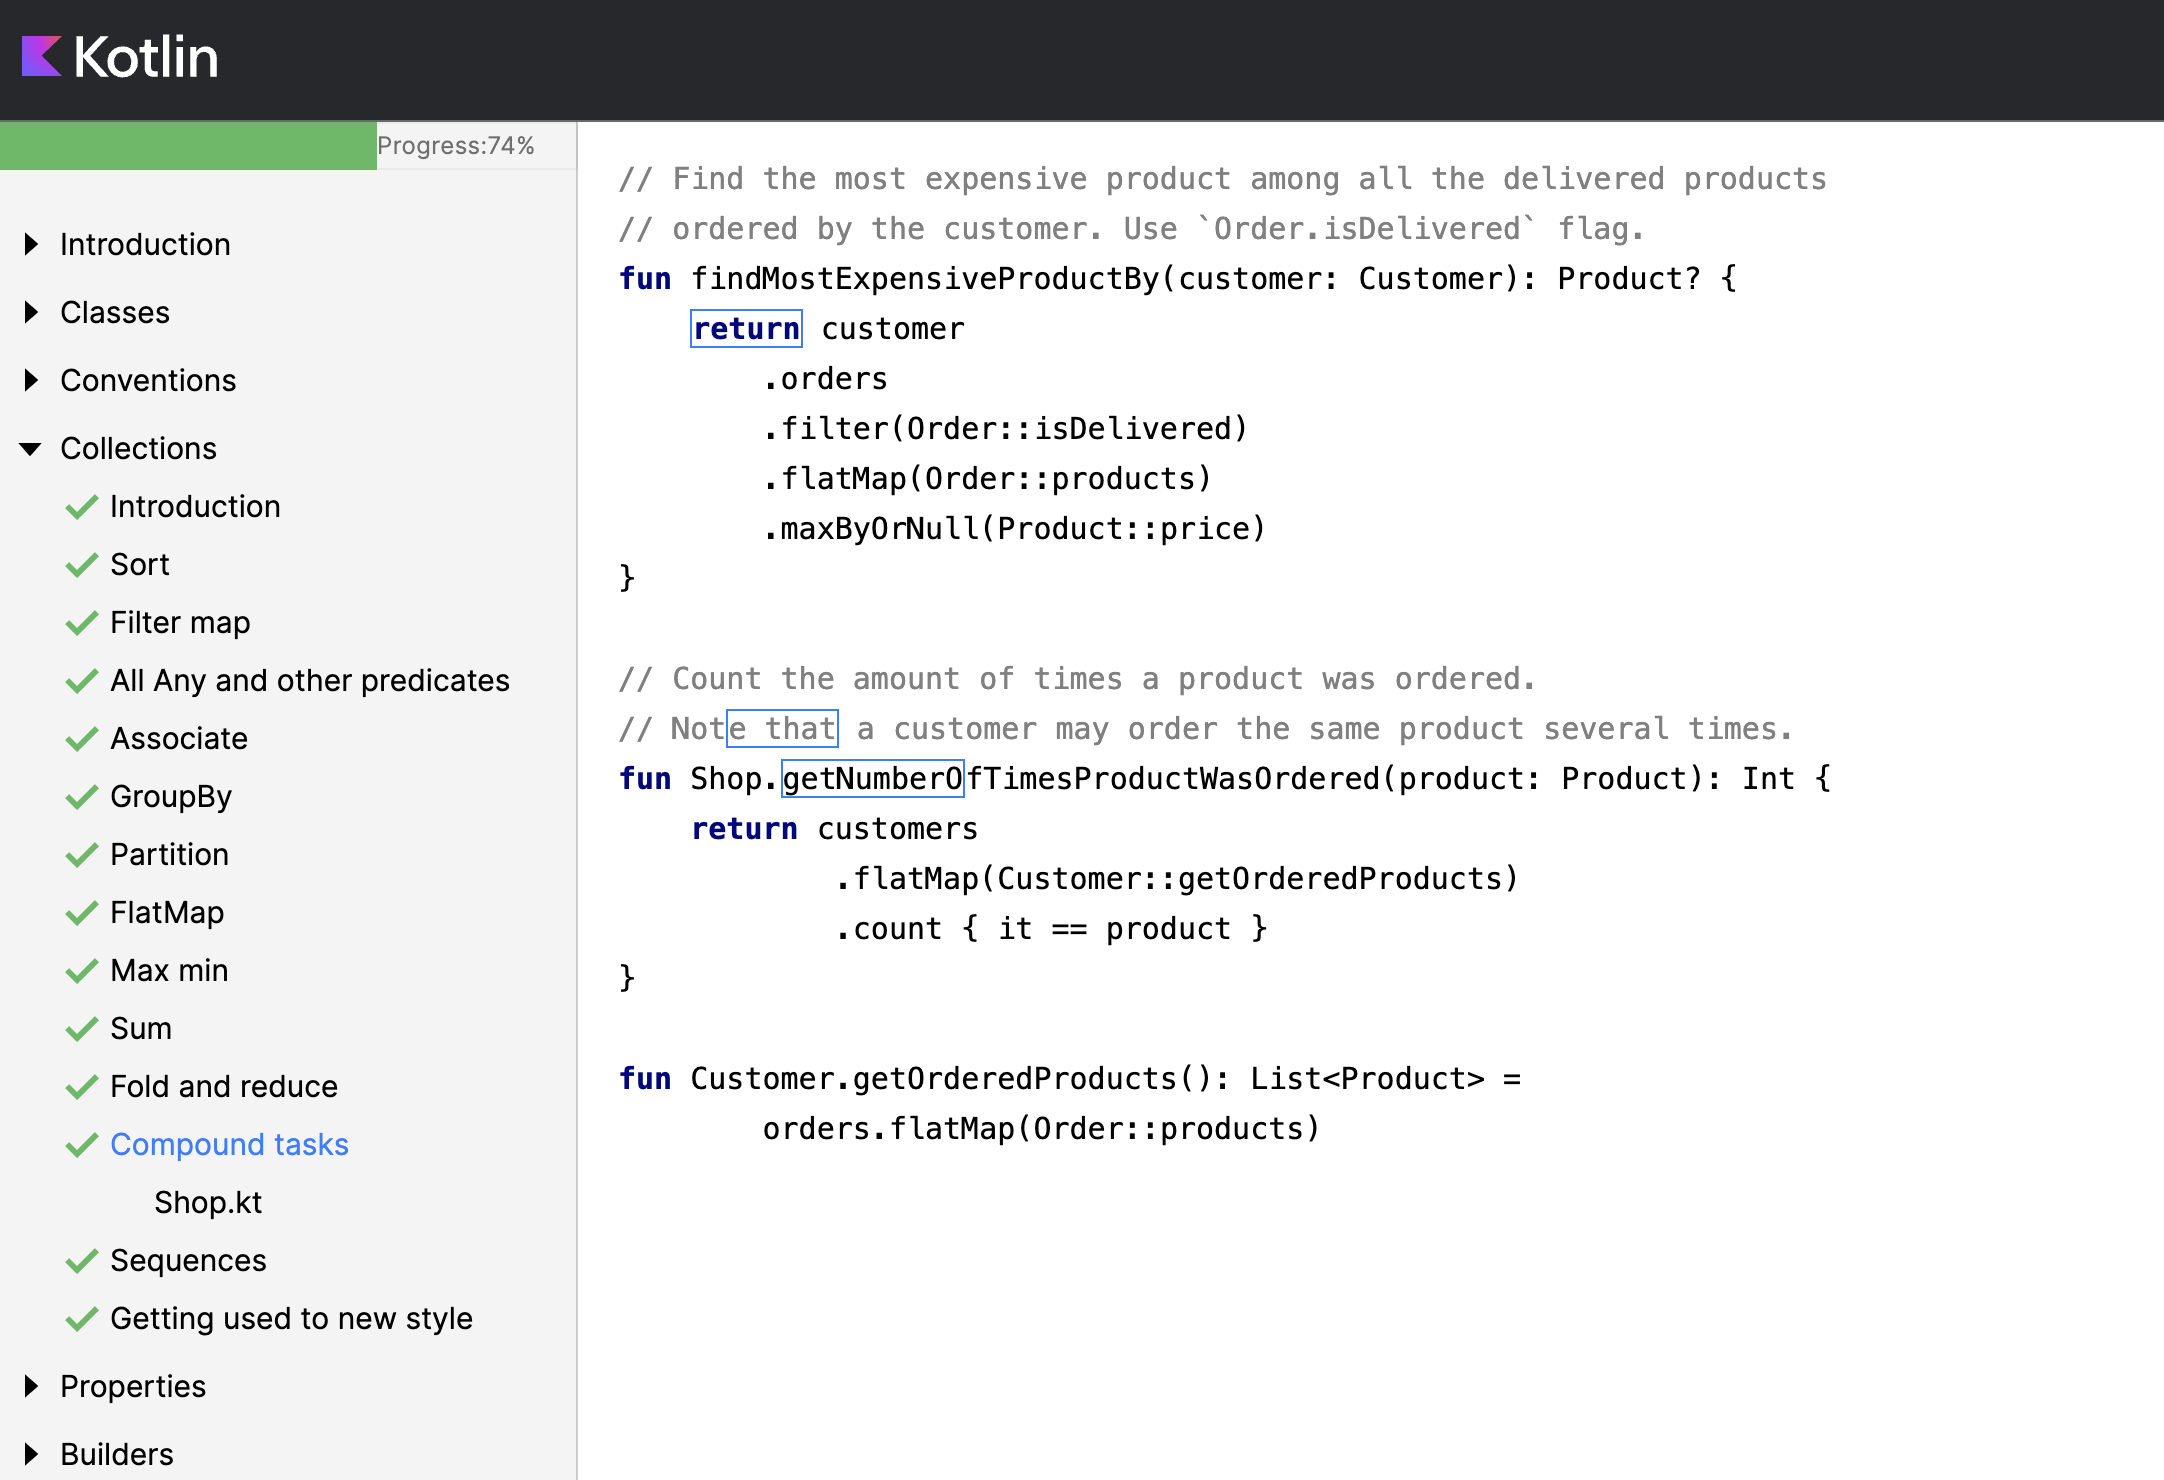 Kotlin
Progress:74%
Introduction
Classes
Conventions
Collections
Introduction
Sort
Filter map
All Any and other predicates
Associate
GroupBy
Partition
FlatMap
Max min
Sum
Fold and reduce
Compound tasks
Shop.kt
Sequences
Getting used to new style
Properties
Builders
// Find the most expensive product among all the delivered products
// ordered by the customer. Use `Order.isDelivered` flag.
fun findMostExpensiveProductBy(customer: Customer): Product? {
    return customer
        .orders
        .filter(Order::isDelivered)
        .flatMap(Order::products)
        .maxByOrNull(Product::price)
}
// Count the amount of times a product was ordered.
// Note that a customer may order the same product several times.
fun Shop.getNumberOfTimesProductWasOrdered(product: Product): Int {
    return customers
            .flatMap(Customer::getOrderedProducts)
            .count { it == product }
}
fun Customer.getOrderedProducts(): List<Product> =
        orders.flatMap(Order::products)